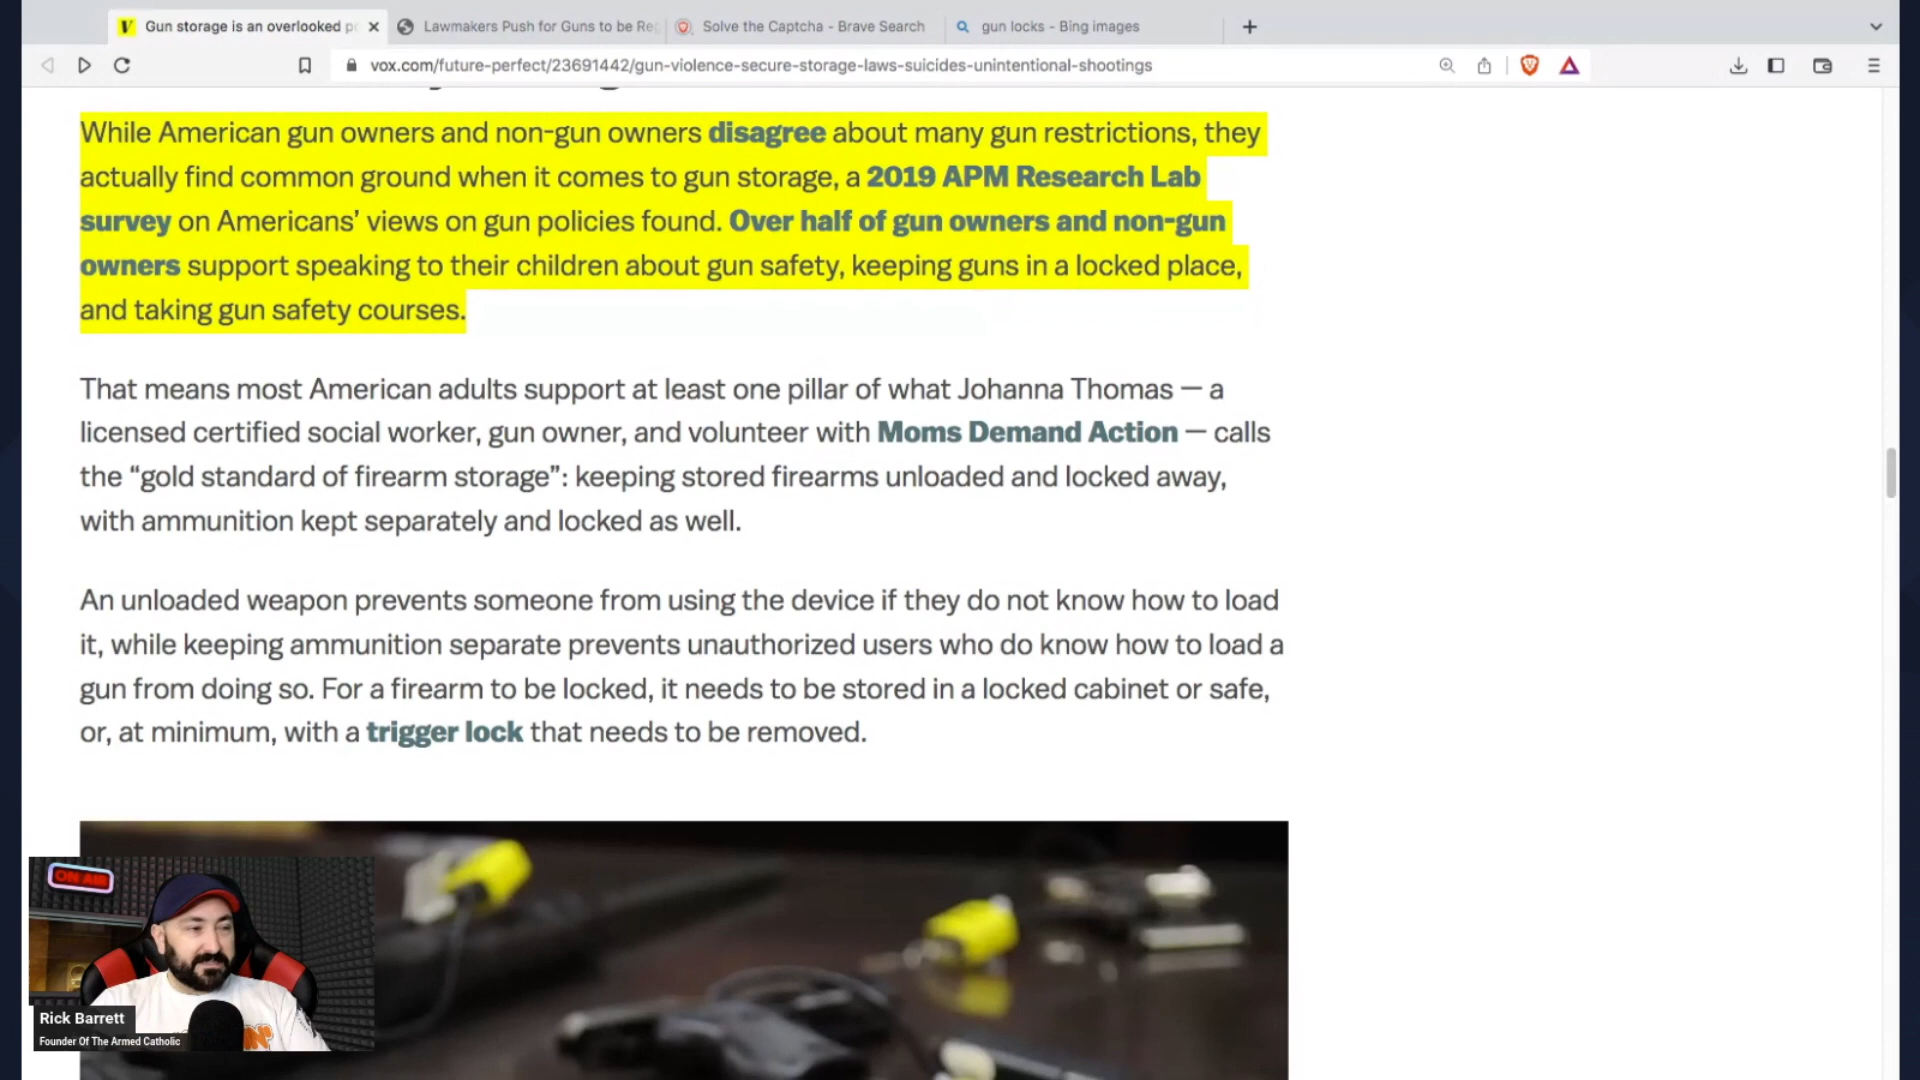 Gun storage is an overlooked p
Lawmakers Push for Guns to be Re
Solve the Captcha - Brave Search
gun locks - Bing images
vox.com/future-perfect/23691442/gun-violence-secure-storage-laws-suicides-unintentional-shootings
While American gun owners and non-gun owners disagree about many gun restrictions, they
actually find common ground when it comes to gun storage, a 2019 APM Research Lab
survey on Americans’ views on gun policies found. Over half of gun owners and non-gun
owners support speaking to their children about gun safety, keeping guns in a locked place,
and taking gun safety courses.
That means most American adults support at least one pillar of what Johanna Thomas — a
licensed certified social worker, gun owner, and volunteer with Moms Demand Action — calls
the “gold standard of firearm storage”: keeping stored firearms unloaded and locked away,
with ammunition kept separately and locked as well.
An unloaded weapon prevents someone from using the device if they do not know how to load
it, while keeping ammunition separate prevents unauthorized users who do know how to load a
gun from doing so. For a firearm to be locked, it needs to be stored in a locked cabinet or safe,
or, at minimum, with a trigger lock that needs to be removed.
ON AIR
Rick Barrett
Founder Of The Armed Catholic